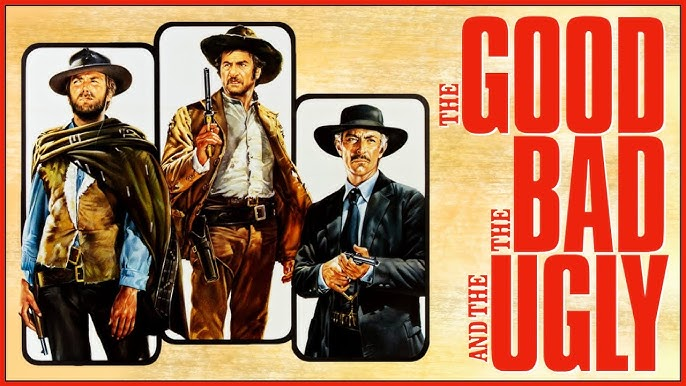 THE GOOD
THE BAD
AND THE UGLY